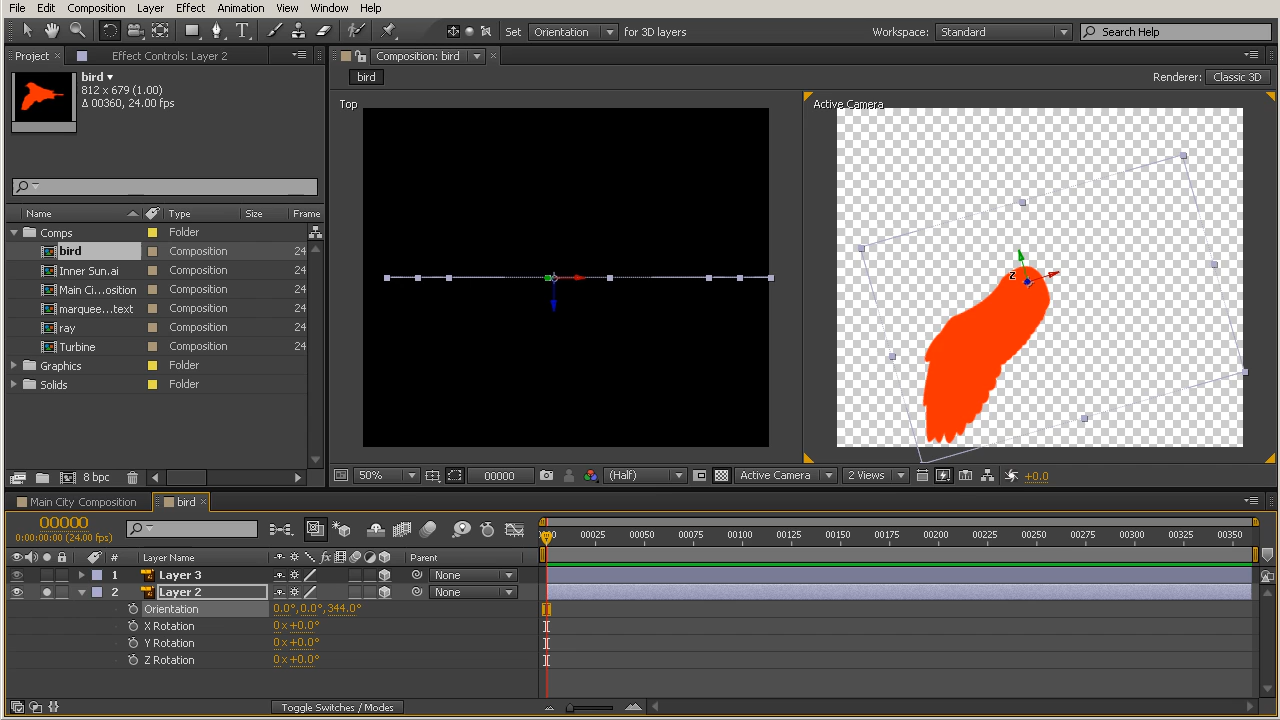 File Edit Composition Layer Effect Animation View Window Help
Set Orientation for 3D layers Workspace: Standard Search Help
Project Effect Controls: Layer 2 Composition: bird
bird
812 x 679 (1.00)
Δ 00360, 24.00 fps
bird Renderer: Classic 3D
Top Active Camera
Name Type Size Frame
Comps Folder
bird Composition 24
Inner Sun.ai Composition 24
Main Ci...osition Composition 24
marquee...text Composition 24
ray Composition 24
Turbine Composition 24
Graphics Folder
Solids Folder
z
8 bpc 50% 00000 (Half) Active Camera 2 Views +0.0
Main City Composition bird
00000
0:00:00:00 (24.00 fps)
00025 00050 00075 00100 00125 00150 00175 00200 00225 00250 00275 00300 00325 00350
# Layer Name fx Parent
1 Layer 3 None
2 Layer 2 None
Orientation 0.0°, 0.0°, 344.0°
X Rotation 0 x +0.0°
Y Rotation 0 x +0.0°
Z Rotation 0 x +0.0°
Toggle Switches / Modes